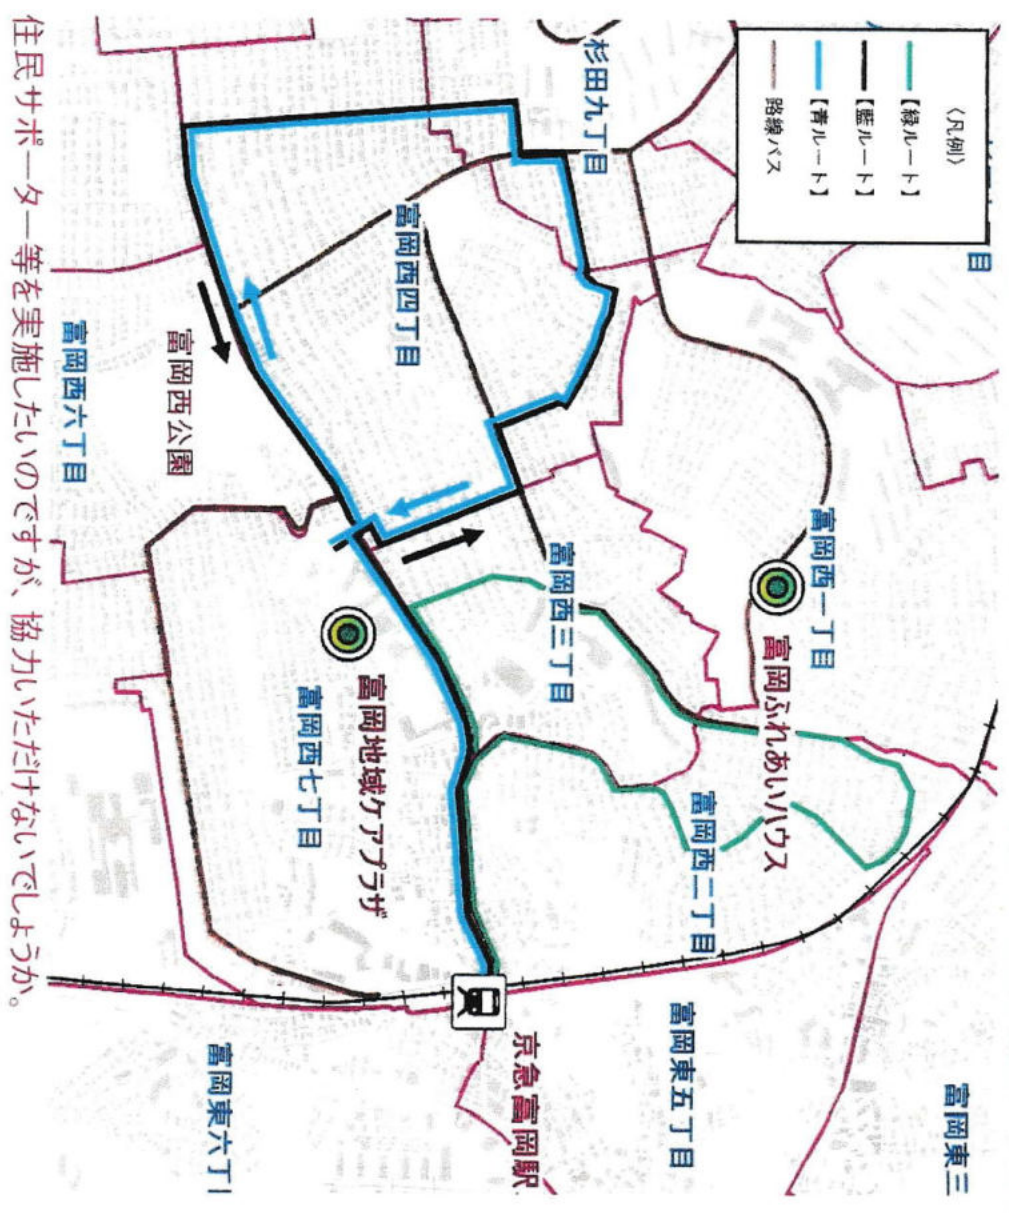 〈凡例〉
【緑ルート】
【藍ルート】
【青ルート】
路線バス
目
杉田九丁目
富岡西四丁目
富岡西公園
富岡西六丁目
富岡西一丁目
富岡ふれあいハウス
富岡西三丁目
富岡地域ケアプラザ
富岡西七丁目
富岡西二丁目
京急富岡駅
富岡東五丁目
富岡東三
富岡東六丁
住民サポーター等を実施したいのですが、協力いただけないでしょうか。